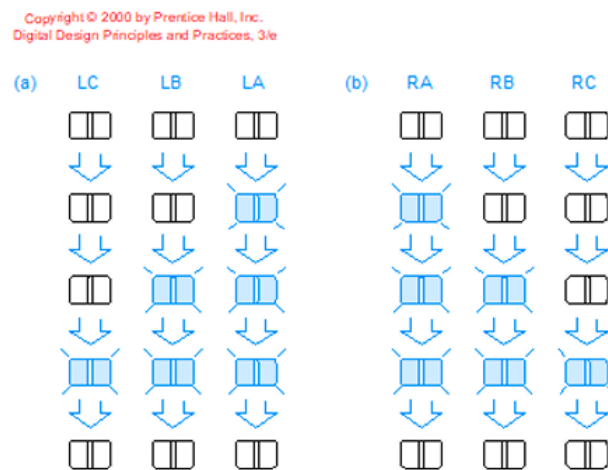 Copyright © 2000 by Prentice Hall, Inc.
Digital Design Principles and Practices, 3/e
(a) LC LB LA (b) RA RB RC